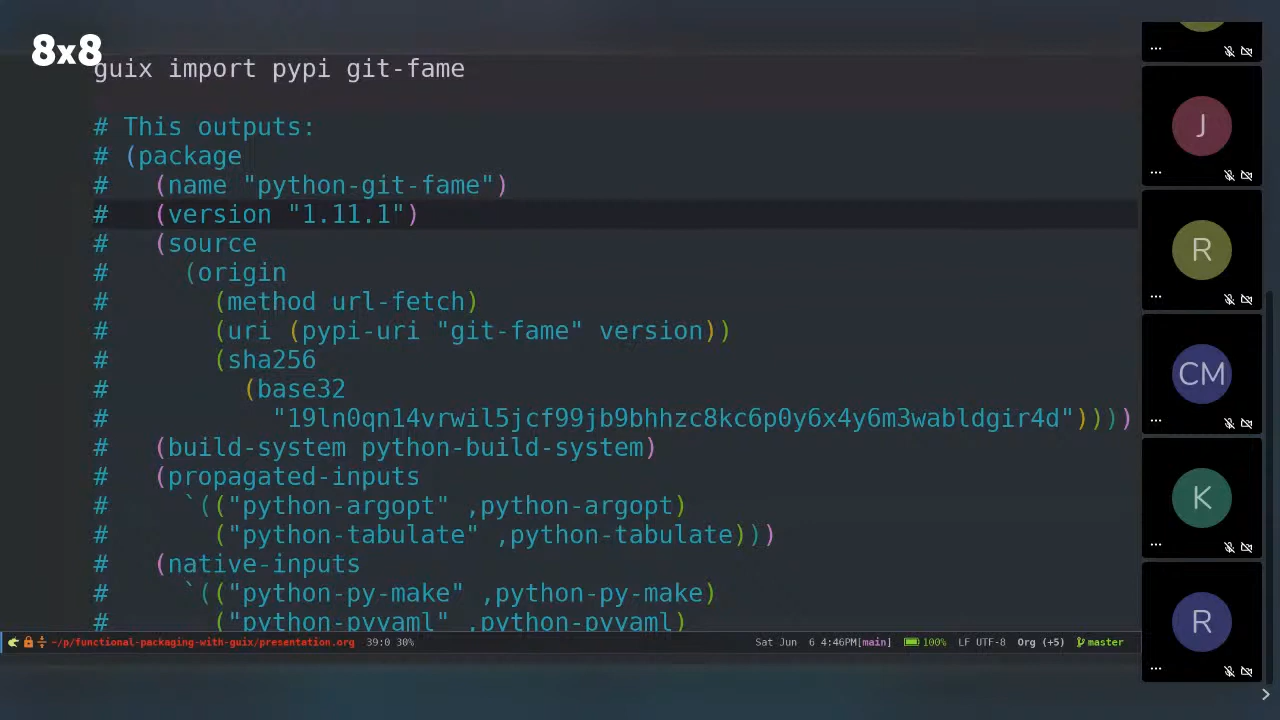 8x8
guix import pypi git-fame
# This outputs:
# (package
#   (name "python-git-fame")
#   (version "1.11.1")
#   (source
#     (origin
#       (method url-fetch)
#       (uri (pypi-uri "git-fame" version))
#       (sha256
#         (base32
#           "19ln0qn14vrwil5jcf99jb9bhhzc8kc6p0y6x4y6m3wabldgir4d"))))
#   (build-system python-build-system)
#   (propagated-inputs
#     `(("python-argopt" ,python-argopt)
#       ("python-tabulate" ,python-tabulate)))
#   (native-inputs
#     `(("python-py-make" ,python-py-make)
#       ("python-pyyaml" ,python-pyyaml)
~/p/functional-packaging-with-guix/presentation.org 39:0 30% Sat Jun 6 4:46PM[main] 100% LF UTF-8 Org (+5) master
J
R
CM
K
R